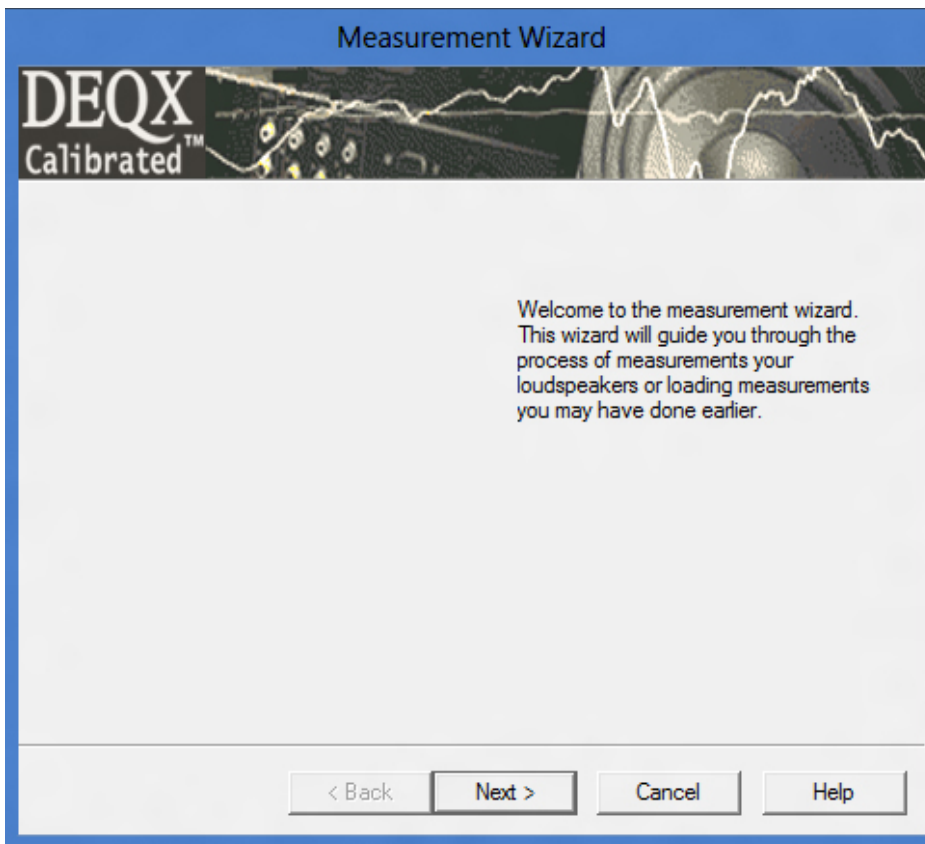 Measurement Wizard
DEQX
Calibrated™
Welcome to the measurement wizard.
This wizard will guide you through the
process of measurements your
loudspeakers or loading measurements
you may have done earlier.
< Back
Next >
Cancel
Help